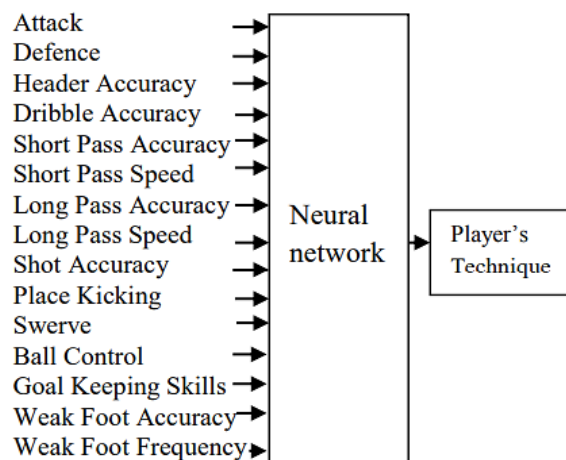 Attack
Defence
Header Accuracy
Dribble Accuracy
Short Pass Accuracy
Short Pass Speed
Long Pass Accuracy
Long Pass Speed
Shot Accuracy
Place Kicking
Swerve
Ball Control
Goal Keeping Skills
Weak Foot Accuracy
Weak Foot Frequency
Neural
network
Player’s
Technique